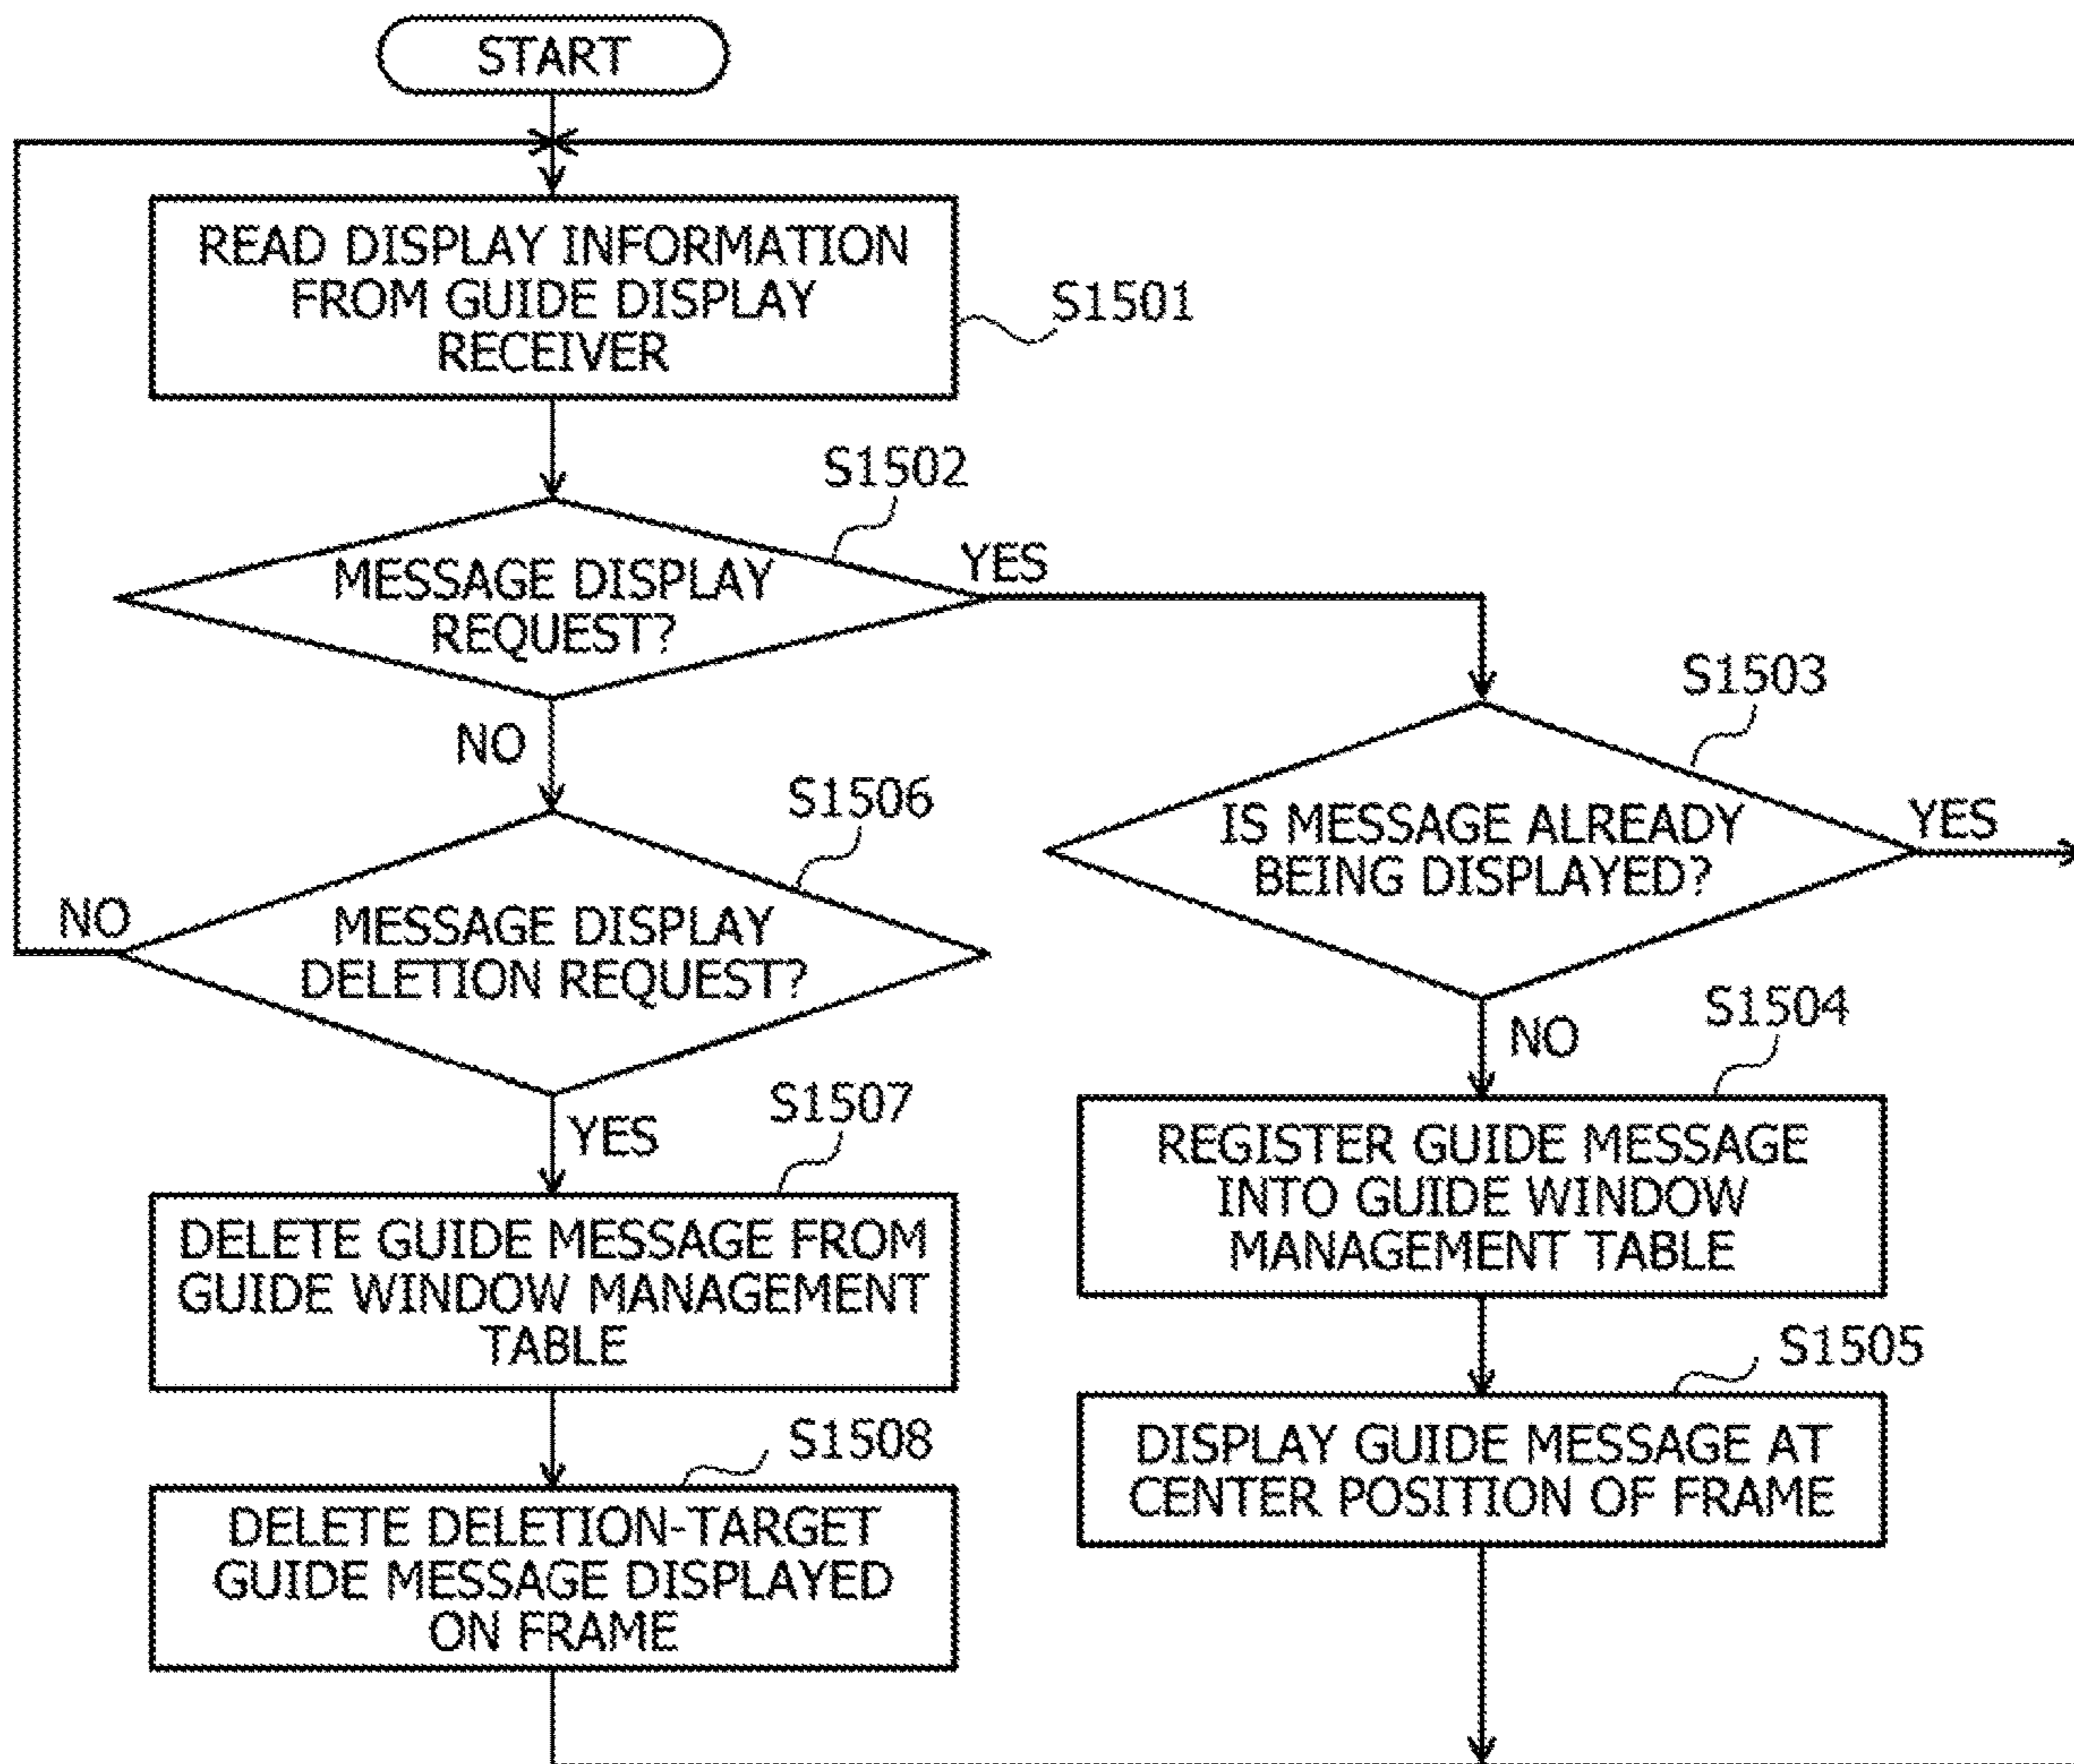 START
READ DISPLAY INFORMATION
FROM GUIDE DISPLAY
RECEIVER
S1501
S1502
MESSAGE DISPLAY
REQUEST?
YES
NO
S1503
IS MESSAGE ALREADY
BEING DISPLAYED?
YES
NO
S1506
MESSAGE DISPLAY
DELETION REQUEST?
NO
YES
S1504
REGISTER GUIDE MESSAGE
INTO GUIDE WINDOW
MANAGEMENT TABLE
S1507
DELETE GUIDE MESSAGE FROM
GUIDE WINDOW MANAGEMENT
TABLE
S1505
DISPLAY GUIDE MESSAGE AT
CENTER POSITION OF FRAME
S1508
DELETE DELETION-TARGET
GUIDE MESSAGE DISPLAYED
ON FRAME